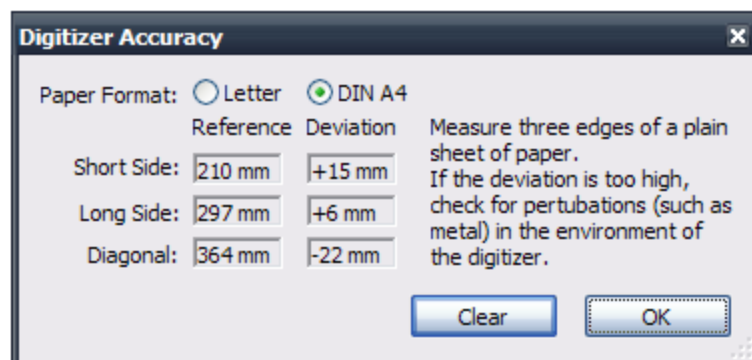 Digitizer Accuracy
Paper Format: Letter DIN A4
Reference Deviation
Short Side: 210 mm +15 mm
Long Side: 297 mm +6 mm
Diagonal: 364 mm -22 mm
Measure three edges of a plain
sheet of paper.
If the deviation is too high,
check for pertubations (such as
metal) in the environment of
the digitizer.
Clear OK